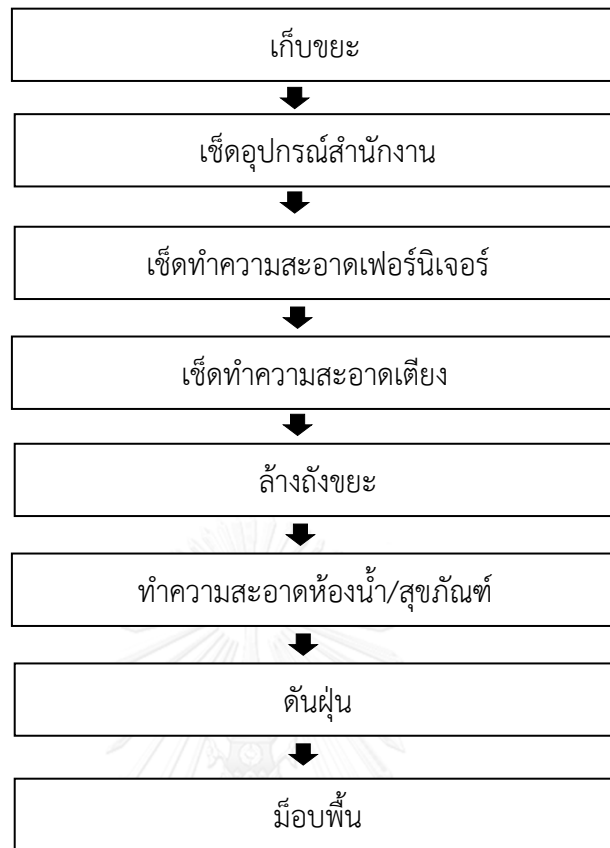 เก็บขยะ
เช็ดอุปกรณ์สำนักงาน
เช็ดทำความสะอาดเฟอร์นิเจอร์
เช็ดทำความสะอาดเตียง
ล้างถังขยะ
ทำความสะอาดห้องน้ำ/สุขภัณฑ์
ดันฝุ่น
ม็อบพื้น